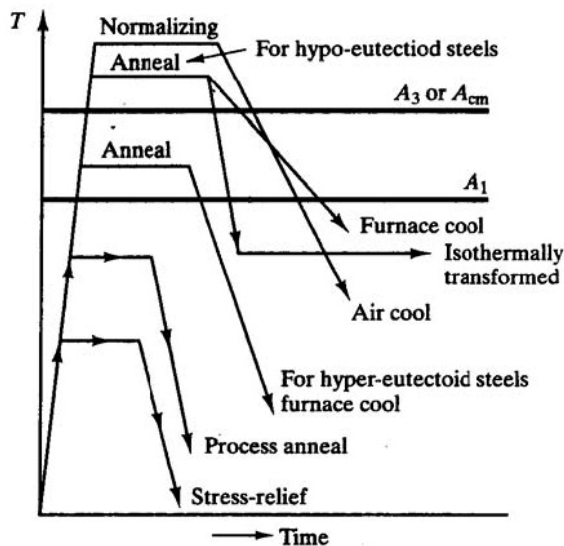 T
Normalizing
For hypo-eutectiod steels
Anneal
A3 or Acm
Anneal
A1
Furnace cool
Isothermally
transformed
Air cool
For hyper-eutectoid steels
furnace cool
Process anneal
Stress-relief
Time